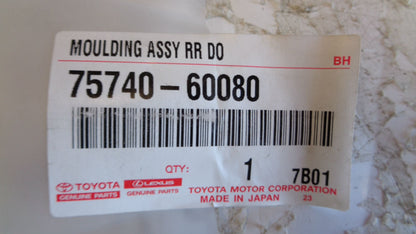 MOULDING ASSY RR DO
BH
75740-60080
QTY: 1 7B01
TOYOTA LEXUS TOYOTA MOTOR CORPORATION
GENUINE PARTS GENUINE PARTS MADE IN JAPAN 23